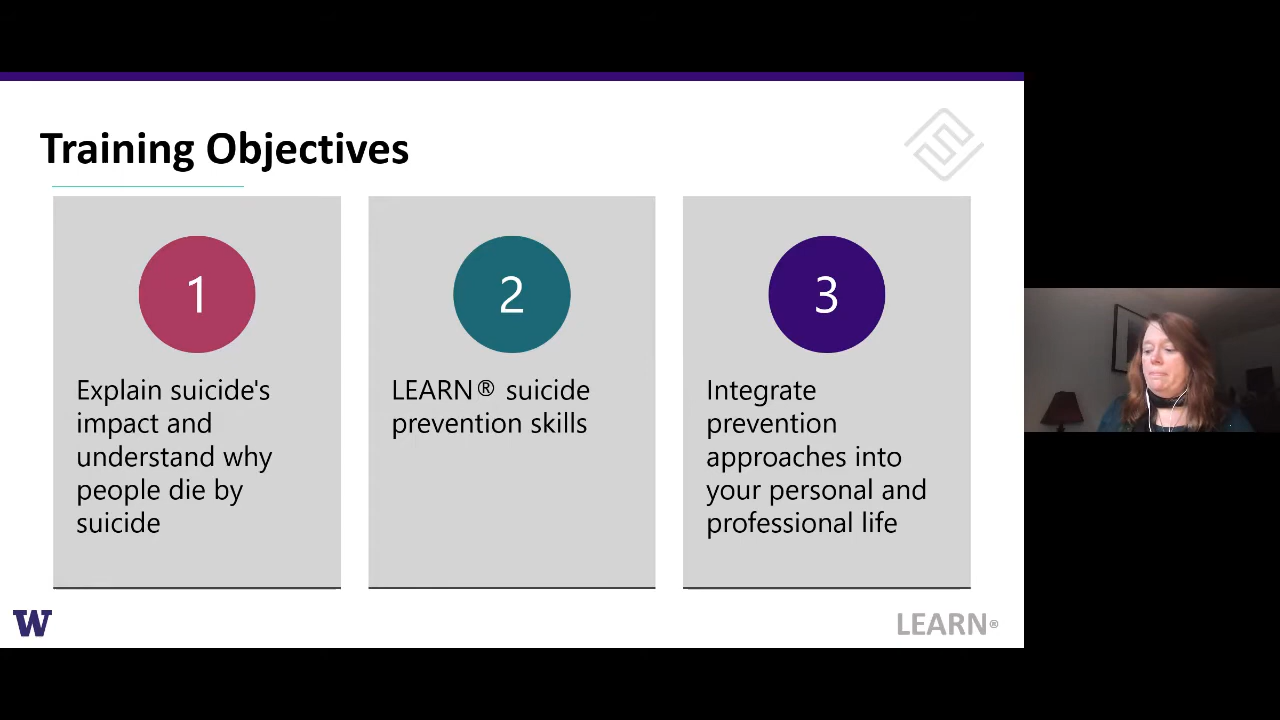 Training Objectives
1
Explain suicide's
impact and
understand why
people die by
suicide
2
LEARN® suicide
prevention skills
3
Integrate
prevention
approaches into
your personal and
professional life
W
LEARN®